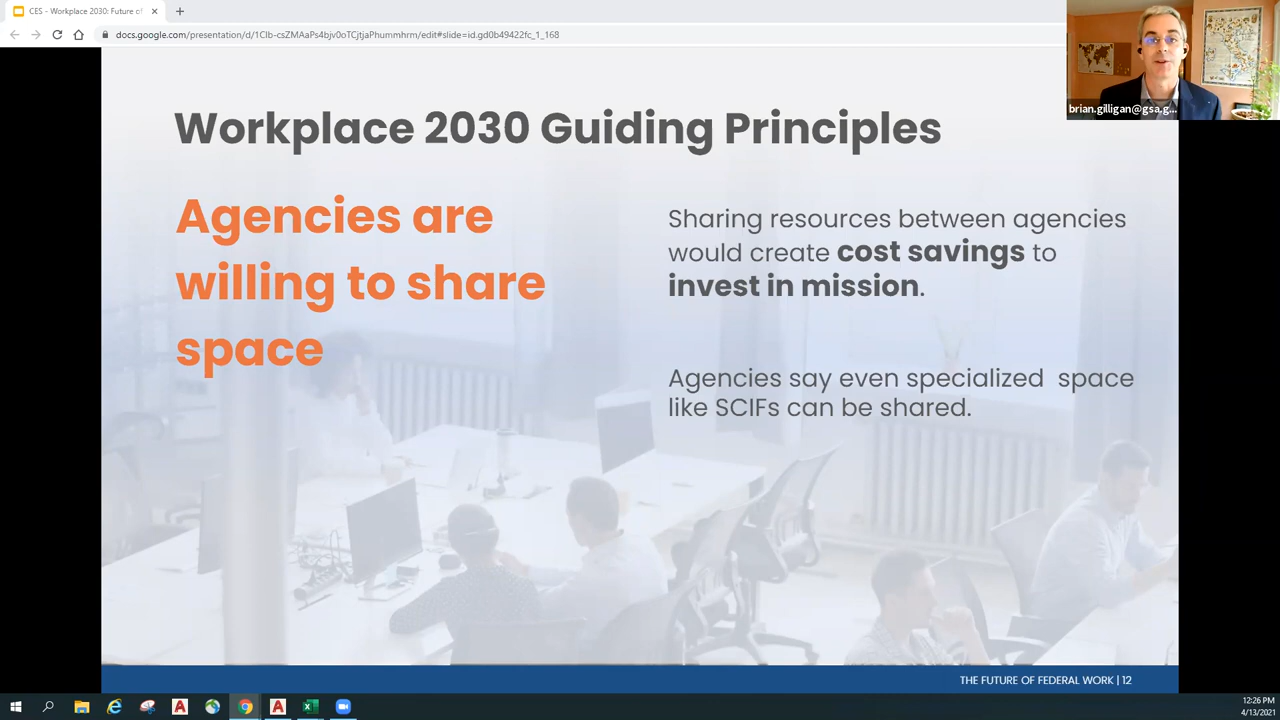 CES - Workplace 2030: Future of
docs.google.com/presentation/d/1CIb-csZMAaPs4bjv0oTCjtjaPhummhrm/edit#slide=id.gd0b49422fc_1_168
brian.gilligan@gsa.g...
Workplace 2030 Guiding Principles
Agencies are
willing to share
space
Sharing resources between agencies
would create cost savings to
invest in mission.
Agencies say even specialized space
like SCIFs can be shared.
THE FUTURE OF FEDERAL WORK | 12
12:26 PM
4/13/2021